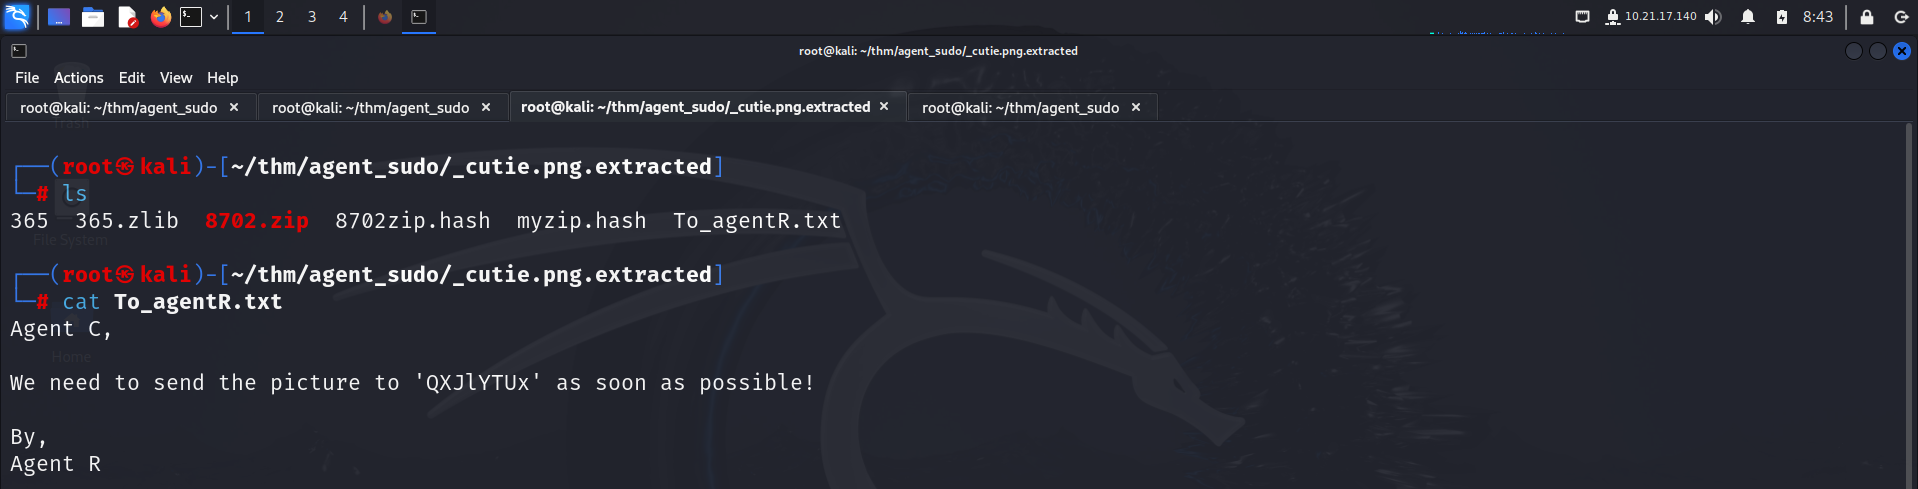 1 2 3 4 10.21.17.140 8:43
root@kali: ~/thm/agent_sudo/_cutie.png.extracted
File Actions Edit View Help
root@kali: ~/thm/agent_sudo × root@kali: ~/thm/agent_sudo × root@kali: ~/thm/agent_sudo/_cutie.png.extracted × root@kali: ~/thm/agent_sudo ×
Trash
┌──(root㉿kali)-[~/thm/agent_sudo/_cutie.png.extracted]
└─# ls
365 365.zlib 8702.zip 8702zip.hash myzip.hash To_agentR.txt
File System
┌──(root㉿kali)-[~/thm/agent_sudo/_cutie.png.extracted]
└─# cat To_agentR.txt
Agent C,
Home
We need to send the picture to 'QXJlYTUx' as soon as possible!
By,
Agent R